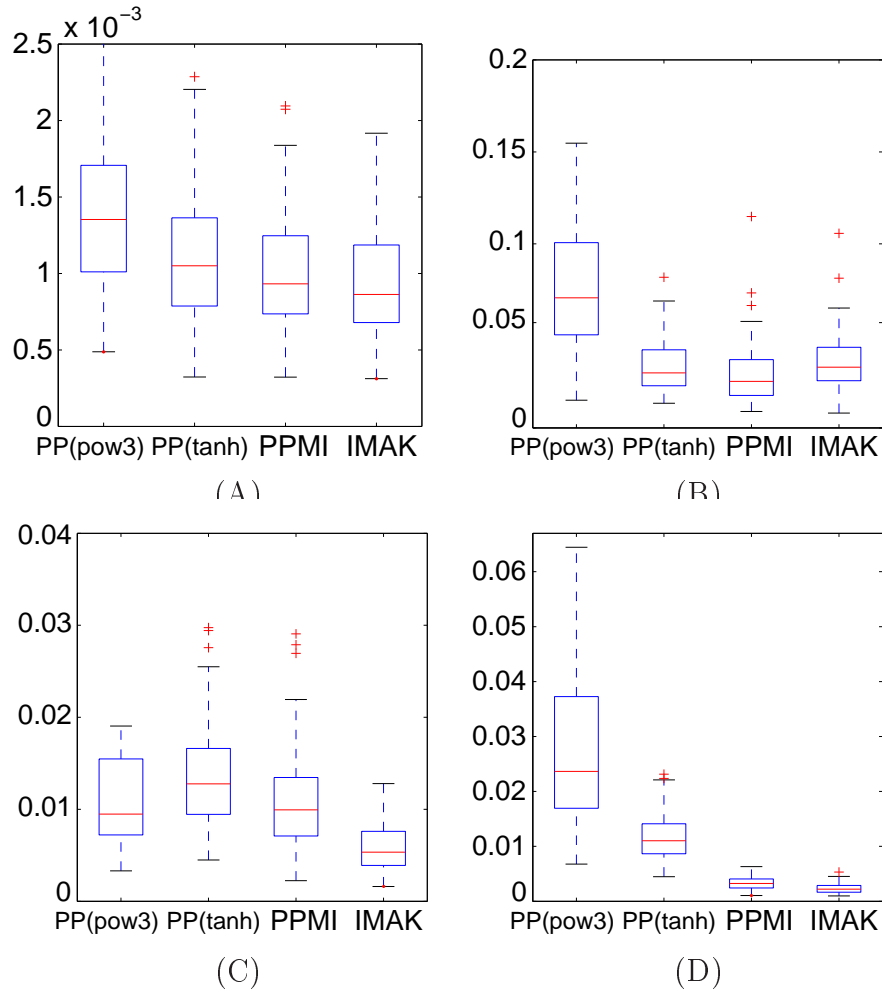 x 10⁻³
2.5
2
1.5
1
0.5
0
PP(pow3) PP(tanh) PPMI IMAK
(A)
0.2
0.15
0.1
0.05
0
PP(pow3) PP(tanh) PPMI IMAK
(B)
0.04
0.03
0.02
0.01
0
PP(pow3) PP(tanh) PPMI IMAK
(C)
0.06
0.05
0.04
0.03
0.02
0.01
0
PP(pow3) PP(tanh) PPMI IMAK
(D)